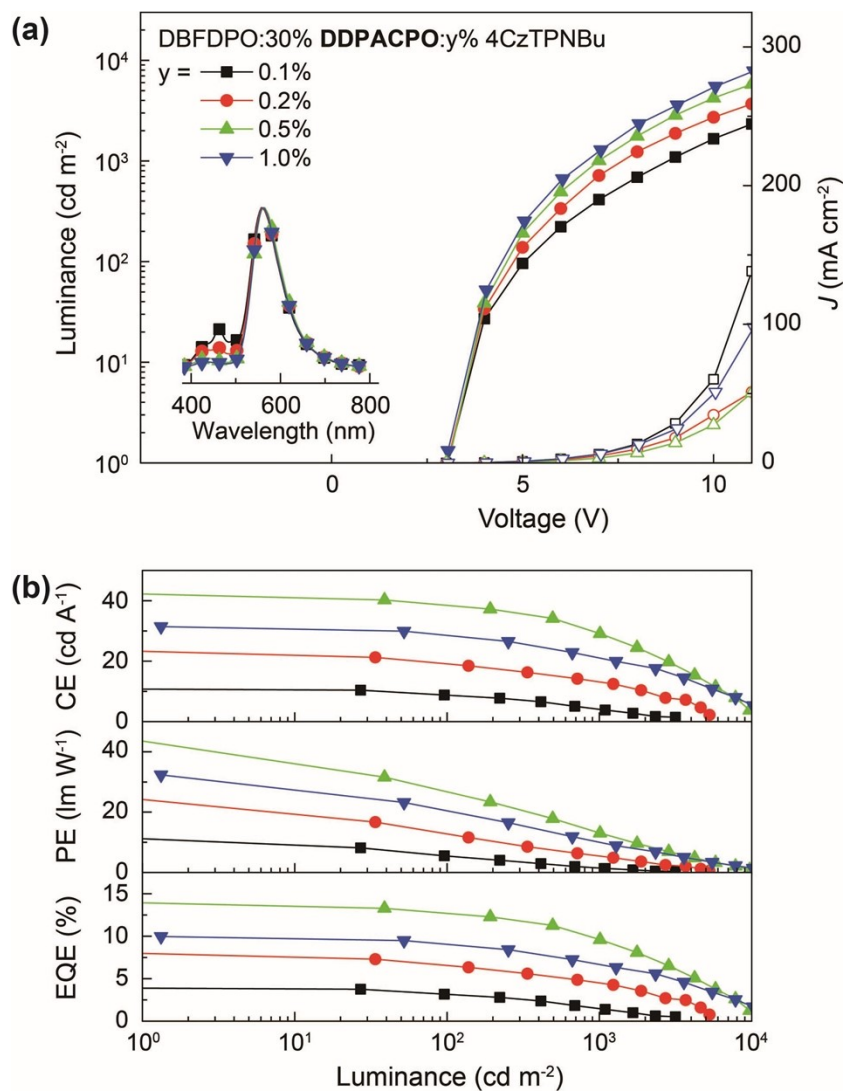 (a)
DBFDPO:30% DDPACPO:y% 4CzTPNBu
y =
0.1%
0.2%
0.5%
1.0%
Luminance (cd m⁻²)
10⁴
10³
10²
10¹
10⁰
400 600 800
Wavelength (nm)
0 5 10
Voltage (V)
300
200
100
0
J (mA cm⁻²)
(b)
CE (cd A⁻¹)
40
20
0
PE (lm W⁻¹)
40
20
0
EQE (%)
15
10
5
0
10⁰ 10¹ 10² 10³ 10⁴
Luminance (cd m⁻²)